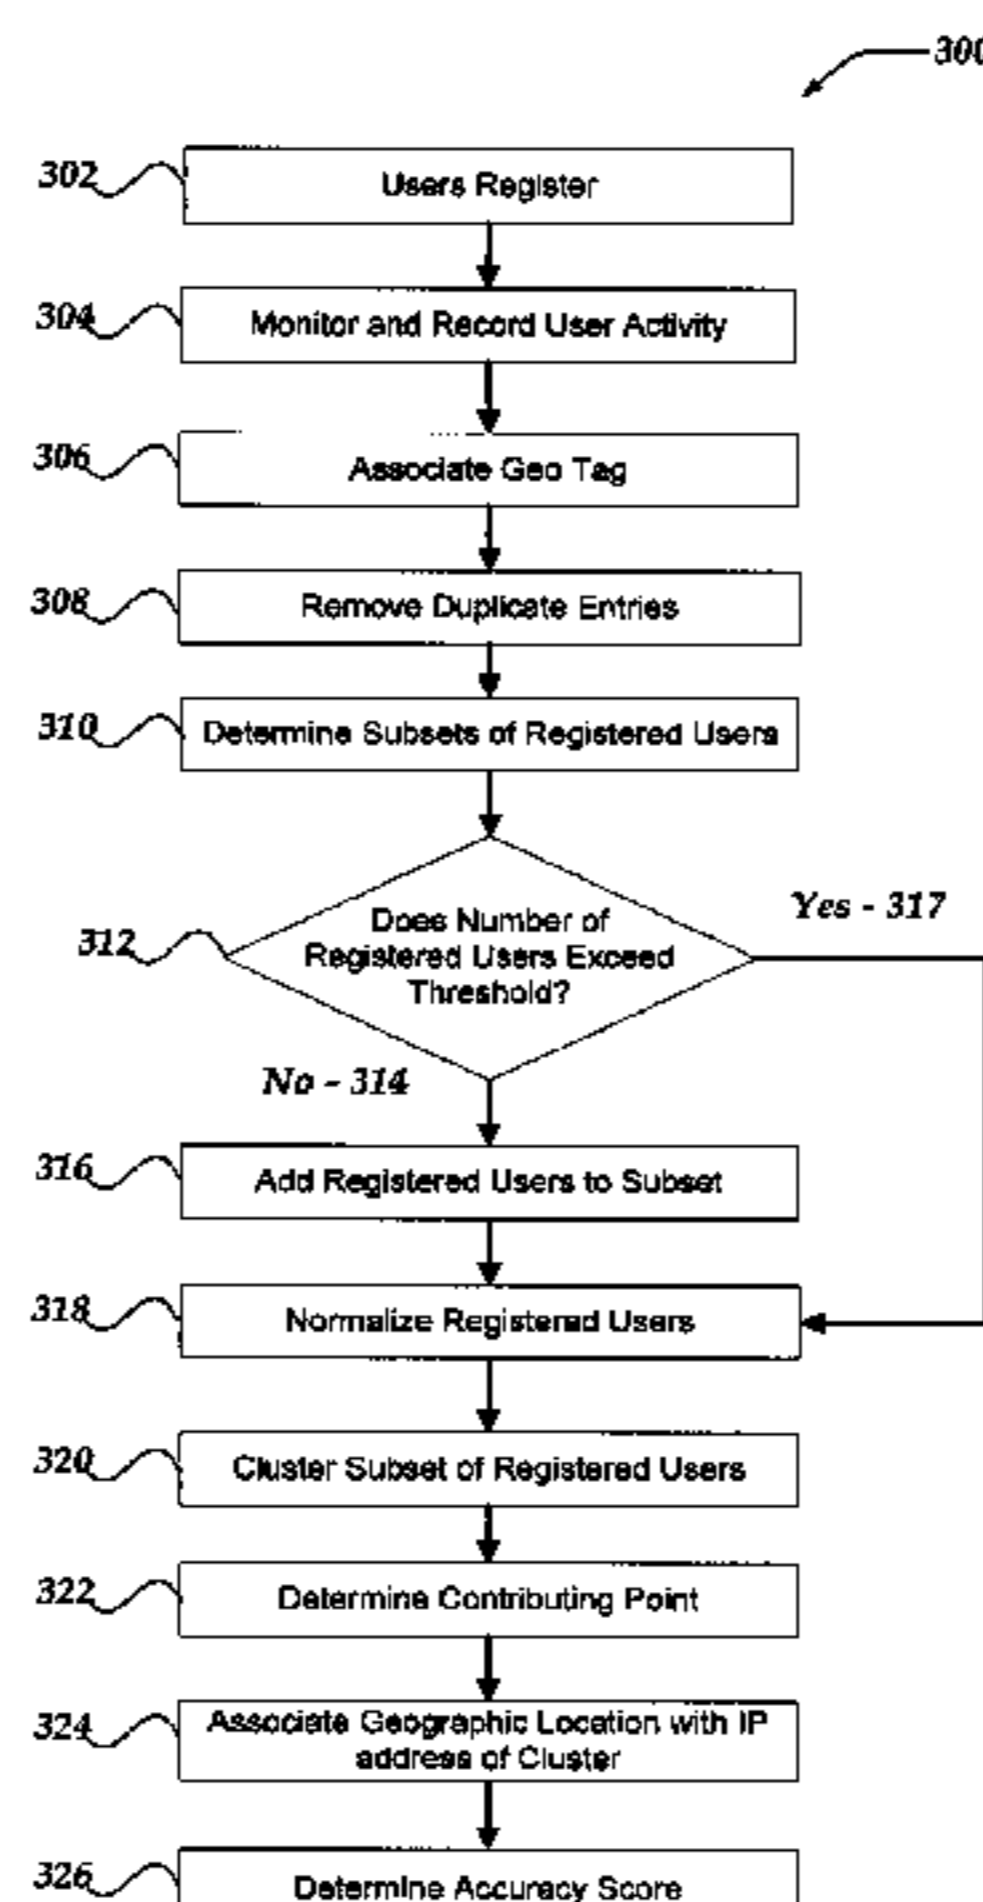 300
302
Users Register
304
Monitor and Record User Activity
306
Associate Geo Tag
308
Remove Duplicate Entries
310
Determine Subsets of Registered Users
312
Does Number of
Registered Users Exceed
Threshold?
Yes - 317
No - 314
316
Add Registered Users to Subset
318
Normalize Registered Users
320
Cluster Subset of Registered Users
322
Determine Contributing Point
324
Associate Geographic Location with IP
address of Cluster
326
Determine Accuracy Score